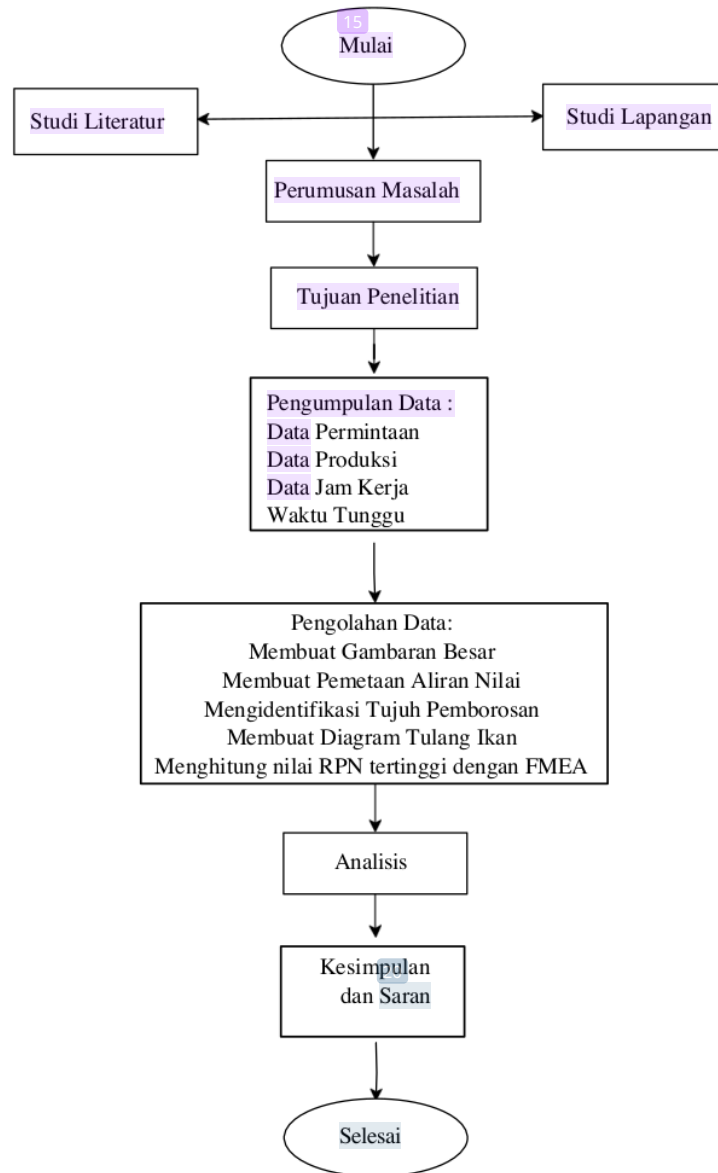 15
Mulai
Studi Literatur
Studi Lapangan
Perumusan Masalah
Tujuan Penelitian
Pengumpulan Data :
Data Permintaan
Data Produksi
Data Jam Kerja
Waktu Tunggu
Pengolahan Data:
Membuat Gambaran Besar
Membuat Pemetaan Aliran Nilai
Mengidentifikasi Tujuh Pemborosan
Membuat Diagram Tulang Ikan
Menghitung nilai RPN tertinggi dengan FMEA
Analisis
Kesimpulan
dan Saran
Selesai